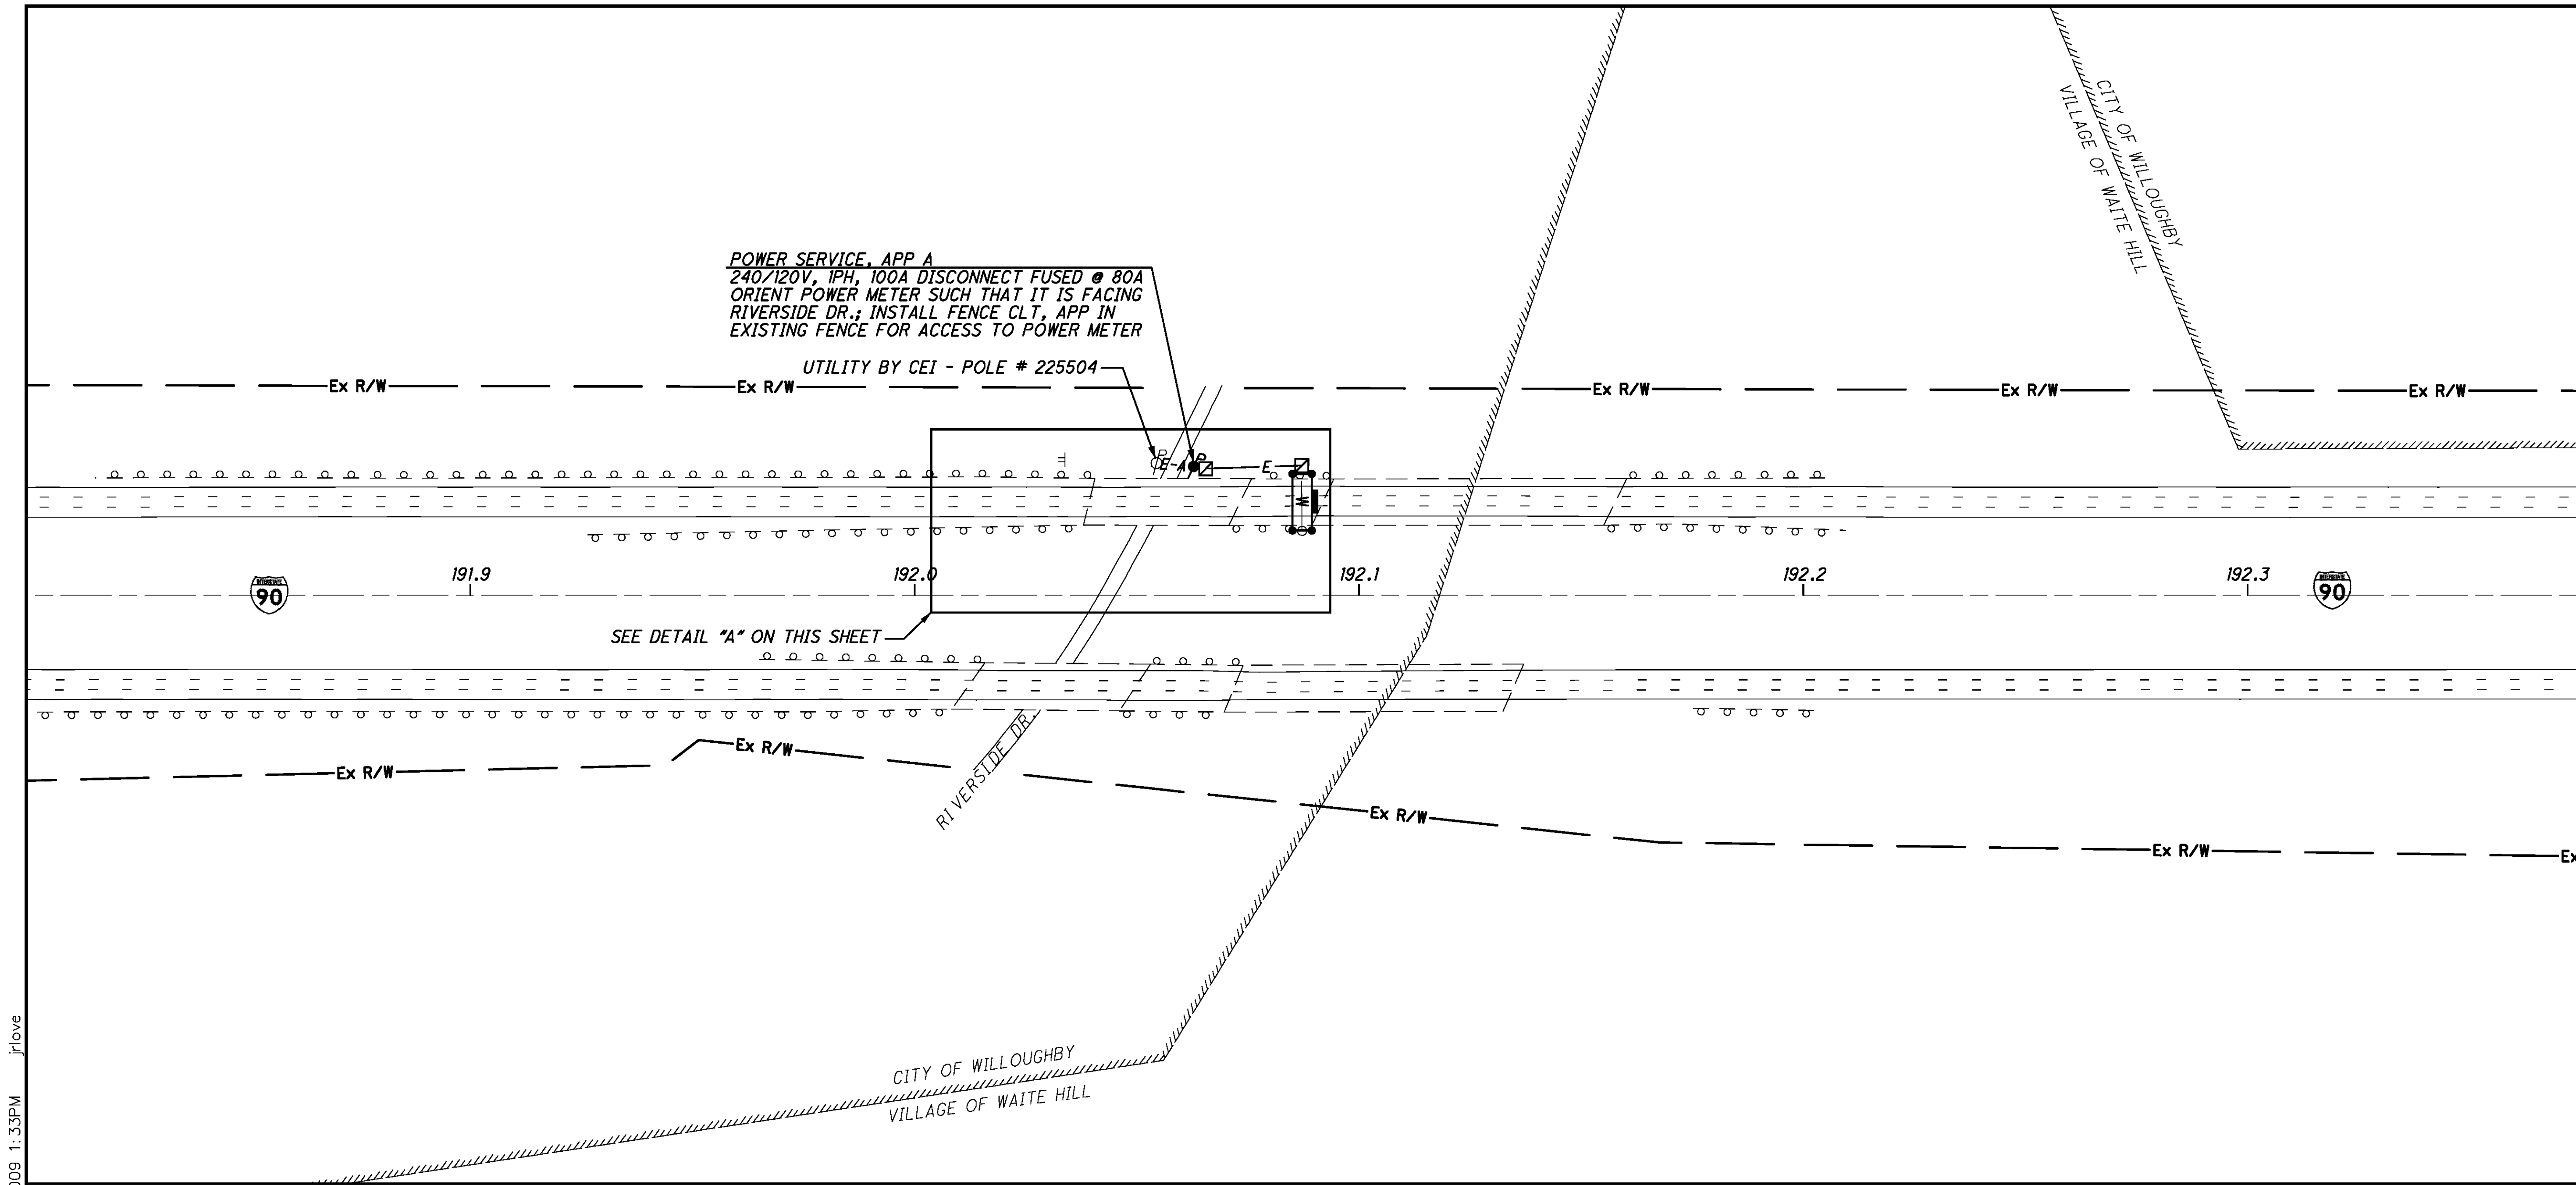 CITY OF WILLOUGHBY
VILLAGE OF WAITE HILL
POWER SERVICE, APP A
240/120V, 1PH, 100A DISCONNECT FUSED @ 80A
ORIENT POWER METER SUCH THAT IT IS FACING
RIVERSIDE DR.; INSTALL FENCE CLT, APP IN
EXISTING FENCE FOR ACCESS TO POWER METER
UTILITY BY CEI - POLE # 225504
Ex R/W
Ex R/W
Ex R/W
Ex R/W
Ex R/W
P
E-A
P
E
191.9
192.0
192.1
192.2
192.3
INTERSTATE
90
INTERSTATE
90
SEE DETAIL "A" ON THIS SHEET
RIVERSIDE DR.
Ex R/W
Ex R/W
Ex R/W
Ex R/W
Ex
CITY OF WILLOUGHBY
VILLAGE OF WAITE HILL
009 1:33PM jrlove